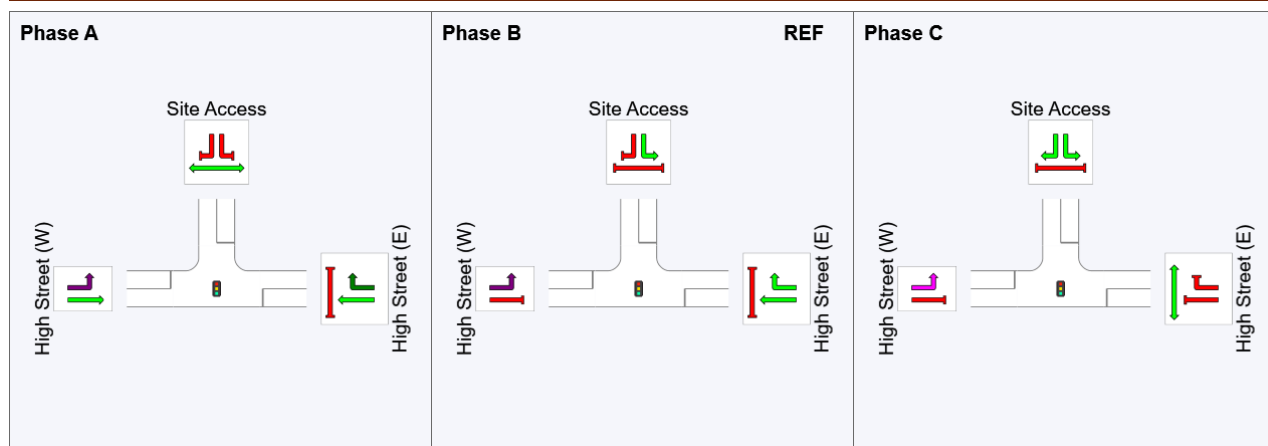 Phase A
Site Access
High Street (W)
High Street (E)
Phase B
REF
Site Access
High Street (W)
High Street (E)
Phase C
Site Access
High Street (W)
High Street (E)